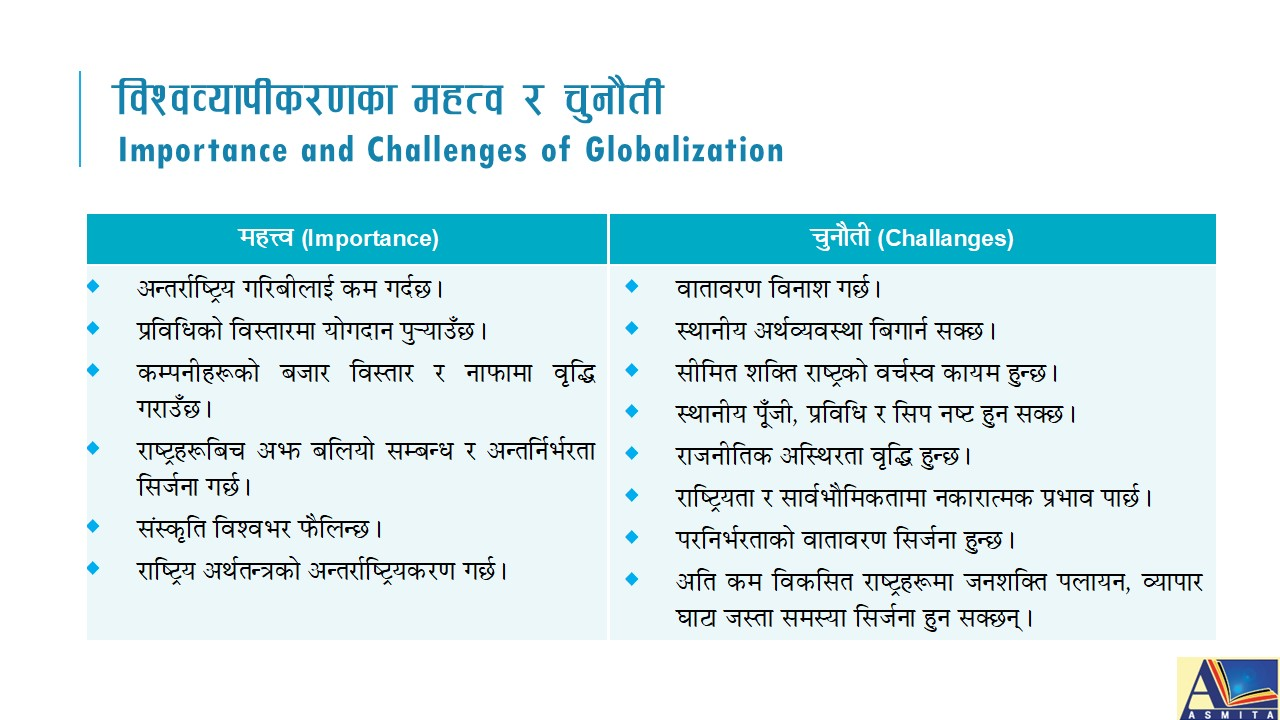 विश्वव्यापीकरणका महत्व र चुनौती
Importance and Challenges of Globalization
महत्त्व (Importance)
अन्तर्राष्ट्रिय गरिबीलाई कम गर्दछ।
प्रविधिको विस्तारमा योगदान पुऱ्याउँछ।
कम्पनीहरूको बजार विस्तार र नाफामा वृद्धि
गराउँछ।
राष्ट्रहरूबिच अझ बलियो सम्बन्ध र अन्तर्निर्भरता
सिर्जना गर्छ।
संस्कृति विश्वभर फैलिन्छ।
राष्ट्रिय अर्थतन्त्रको अन्तर्राष्ट्रियकरण गर्छ।
चुनौती (Challanges)
वातावरण विनाश गर्छ।
स्थानीय अर्थव्यवस्था बिगार्न सक्छ।
सीमित शक्ति राष्ट्रको वर्चस्व कायम हुन्छ।
स्थानीय पूँजी, प्रविधि र सिप नष्ट हुन सक्छ।
राजनीतिक अस्थिरता वृद्धि हुन्छ।
राष्ट्रियता र सार्वभौमिकतामा नकारात्मक प्रभाव पार्छ।
परनिर्भरताको वातावरण सिर्जना हुन्छ।
अति कम विकसित राष्ट्रहरूमा जनशक्ति पलायन, व्यापार
घाटा जस्ता समस्या सिर्जना हुन सक्छन्।
ASMITA